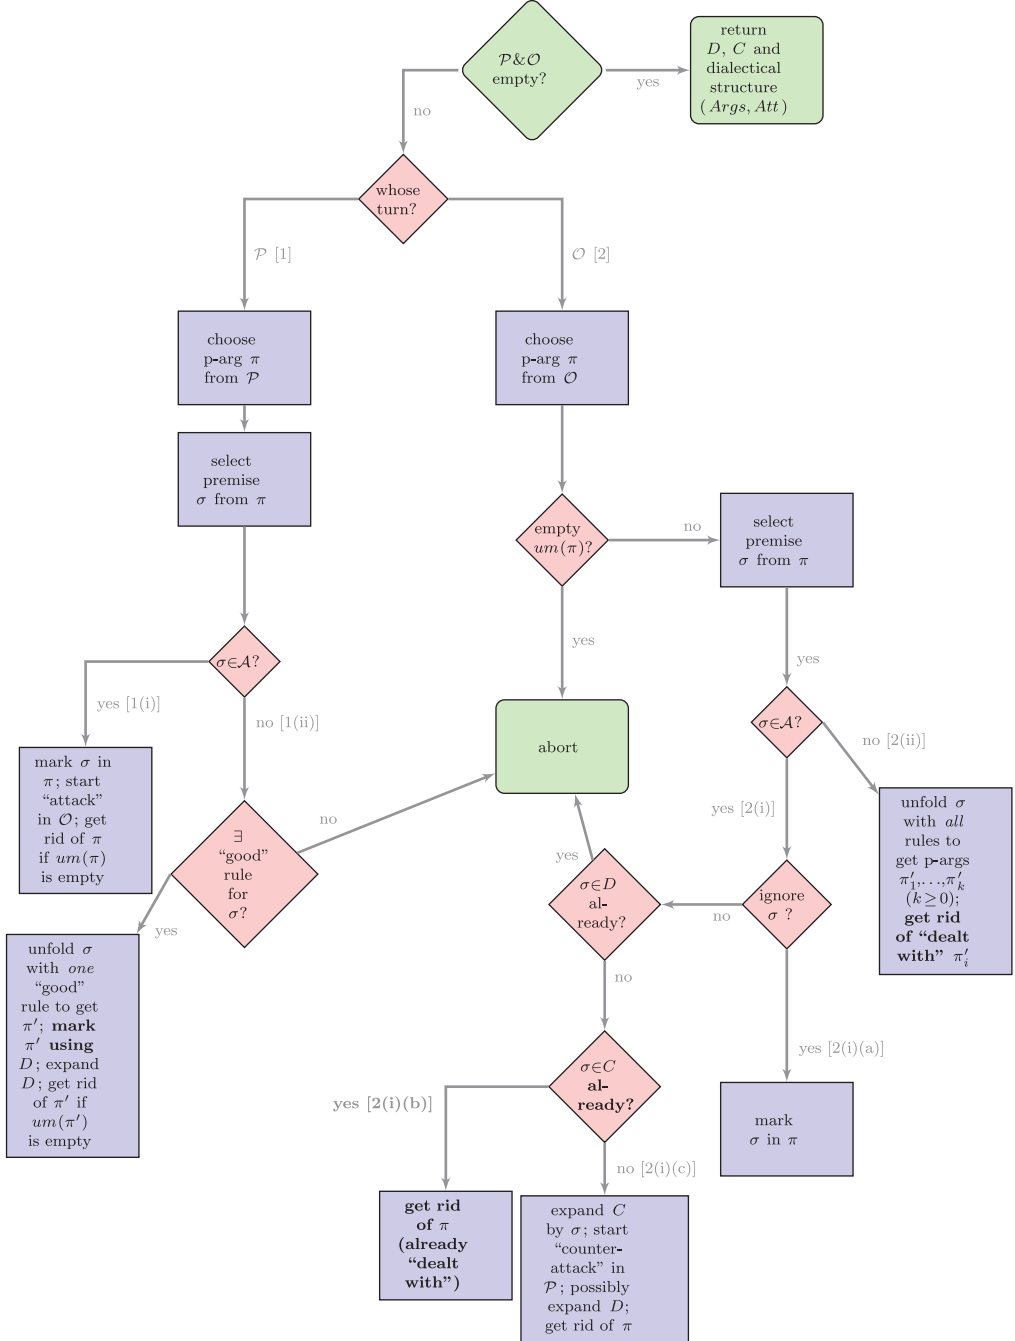 𝒫&𝒪
empty?
yes
return
D, C and
dialectical
structure
(Args, Att)
no
whose
turn?
𝒫 [1]
𝒪 [2]
choose
p-arg π
from 𝒫
choose
p-arg π
from 𝒪
select
premise
σ from π
empty
um(π)?
no
select
premise
σ from π
yes
yes
σ∈𝒜?
yes [1(i)]
no [1(ii)]
mark σ in
π; start
“attack”
in 𝒪; get
rid of π
if um(π)
is empty
abort
σ∈𝒜?
no [2(ii)]
yes [2(i)]
unfold σ
with all
rules to
get p-args
π′₁,...,π′ₖ
(k ≥ 0);
get rid
of “dealt
with” π′ᵢ
∃
“good”
rule
for
σ?
no
yes
yes
σ∈D
al-
ready?
no
ignore
σ ?
unfold σ
with one
“good”
rule to get
π′; mark
π′ using
D; expand
D; get rid
of π′ if
um(π′)
is empty
no
yes [2(i)(a)]
σ∈C
al-
ready?
yes [2(i)(b)]
no [2(i)(c)]
mark
σ in π
get rid
of π
(already
“dealt
with”)
expand C
by σ; start
“counter-
attack” in
𝒫; possibly
expand D;
get rid of π